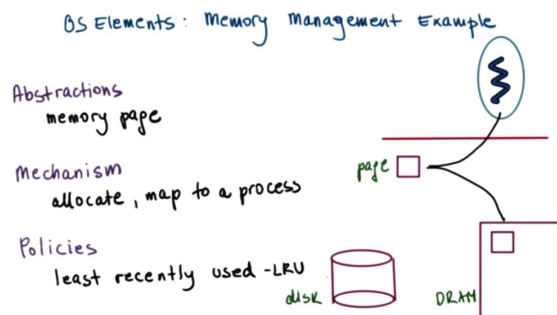 OS Elements: Memory Management Example
Abstractions
memory page
Mechanism
allocate, map to a process
page
Policies
least recently used -LRU
disk
DRAM